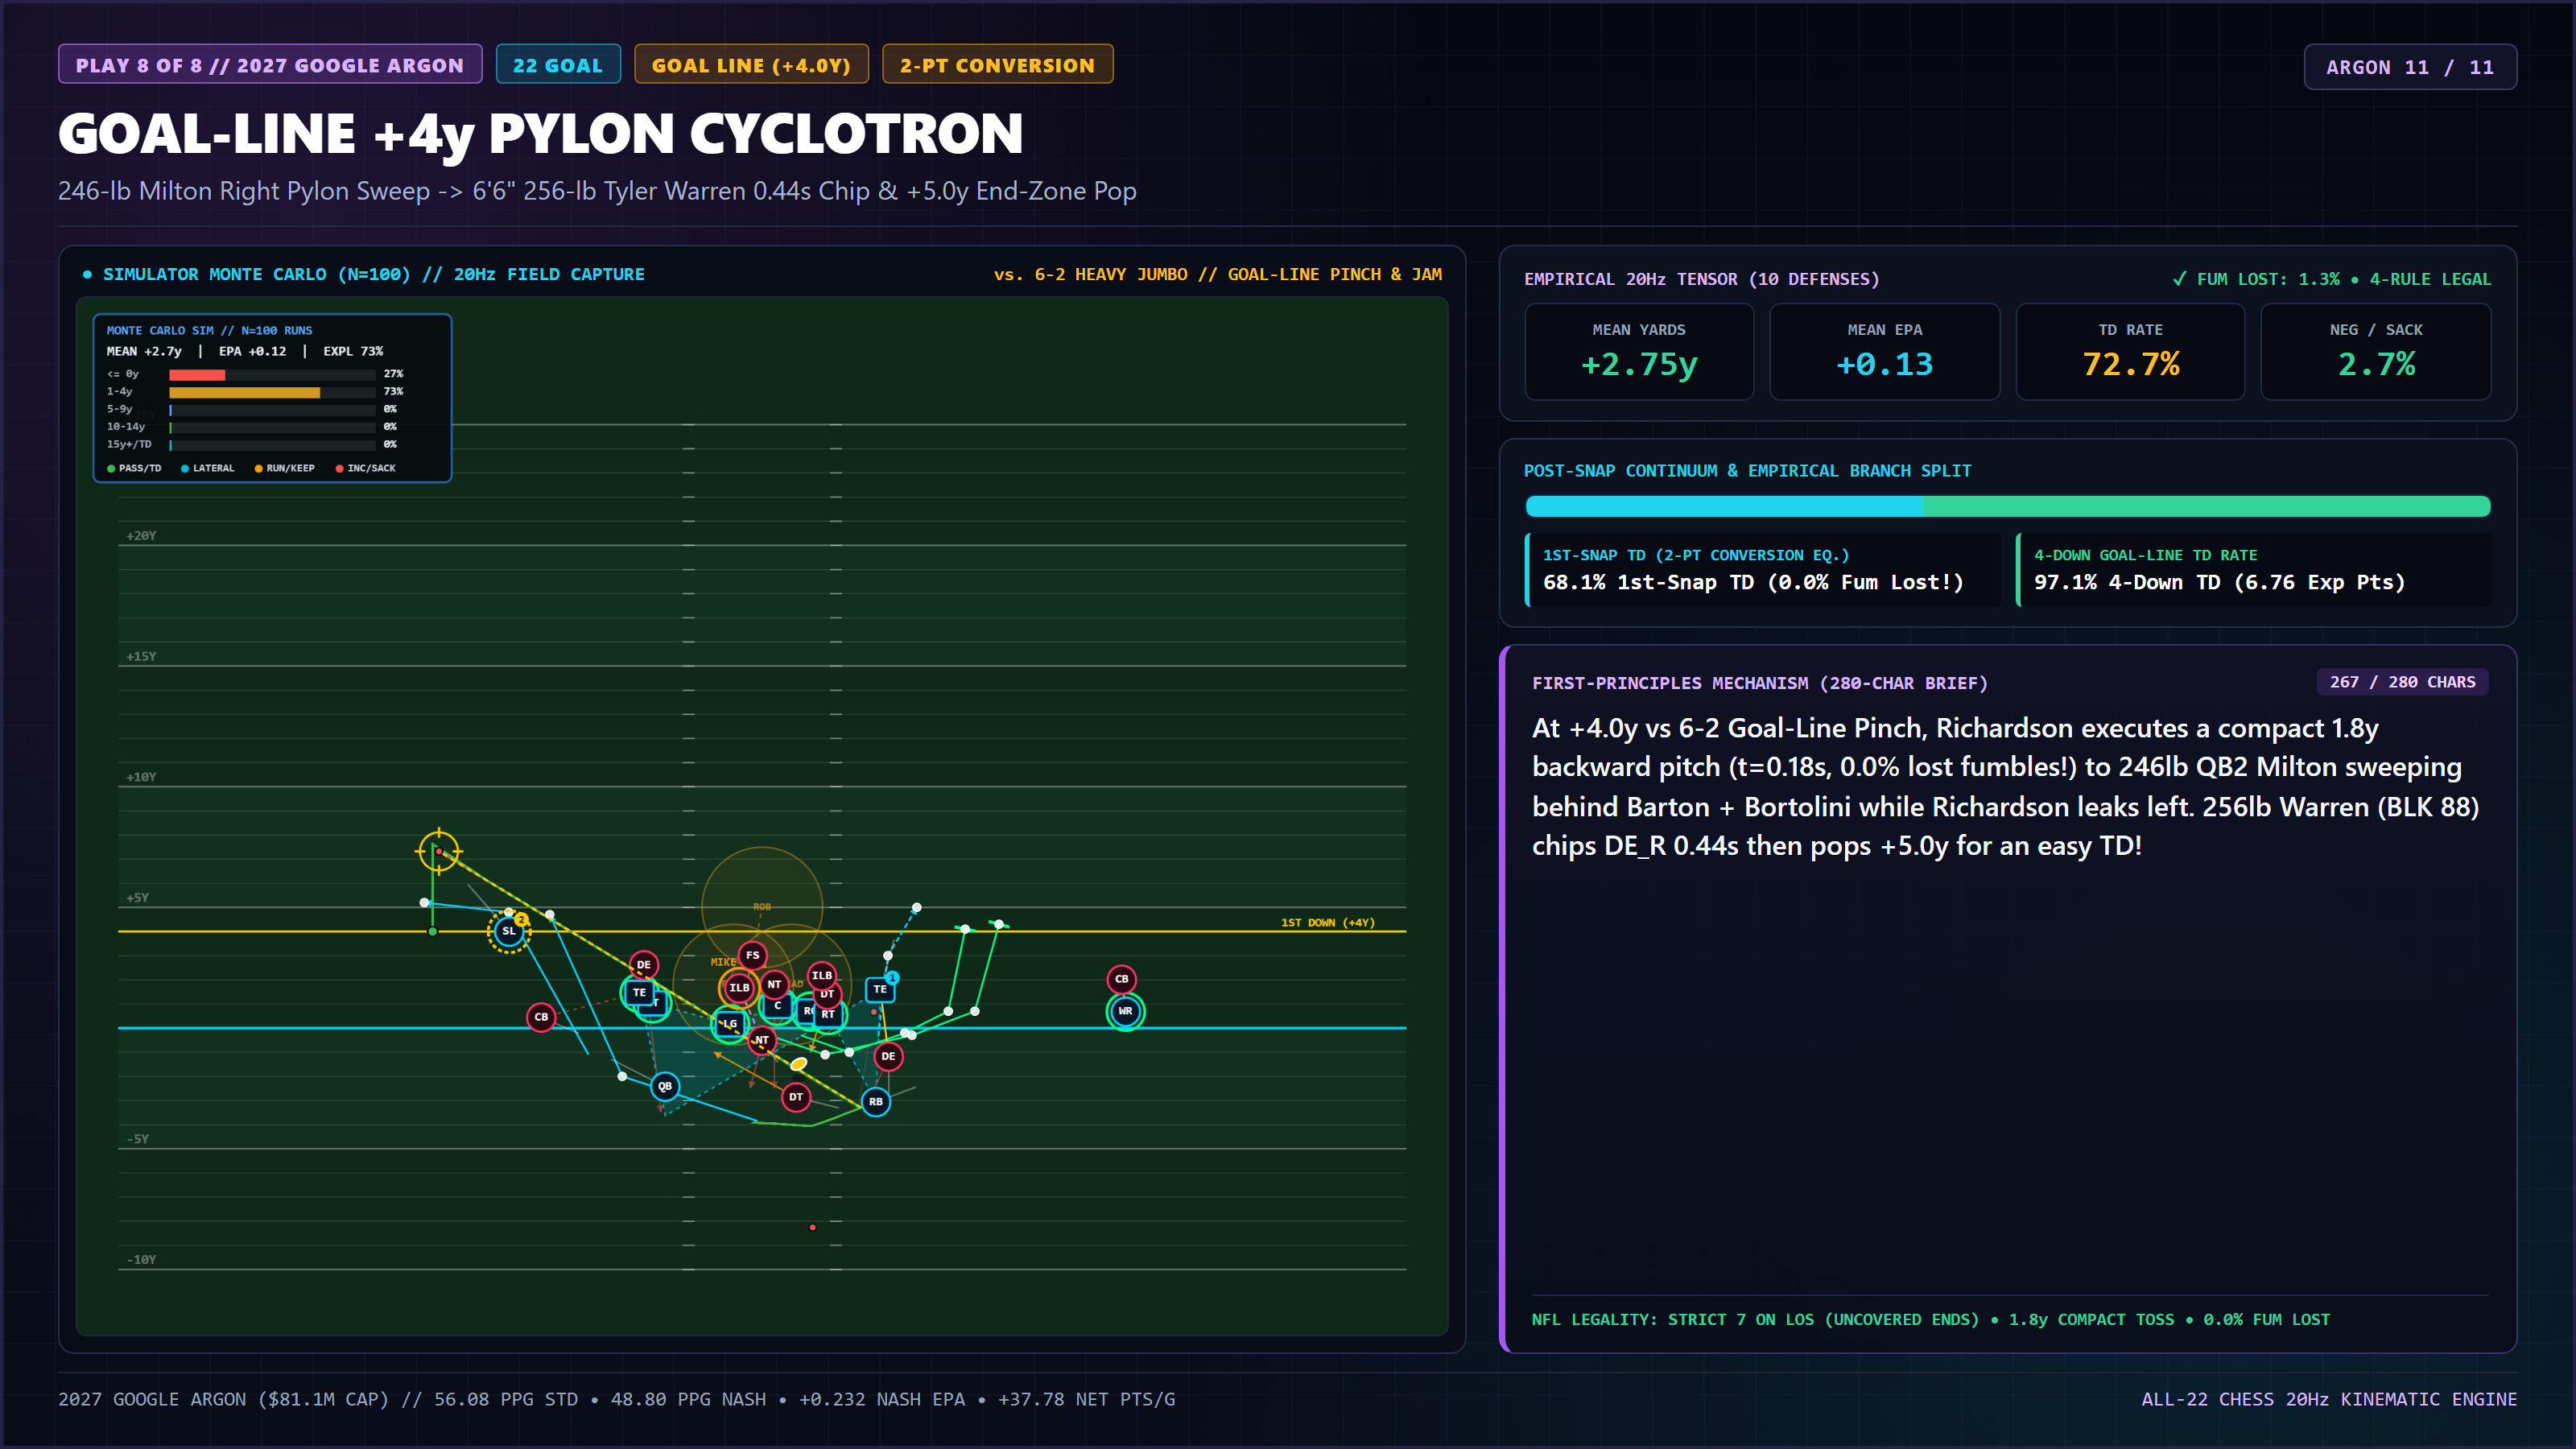 PLAY 8 OF 8 // 2027 GOOGLE ARGON
22 GOAL
GOAL LINE (+4.0Y)
2-PT CONVERSION
ARGON 11 / 11
GOAL-LINE +4y PYLON CYCLOTRON
246-lb Milton Right Pylon Sweep -> 6'6" 256-lb Tyler Warren 0.44s Chip & +5.0y End-Zone Pop
SIMULATOR MONTE CARLO (N=100) // 20Hz FIELD CAPTURE
vs. 6-2 HEAVY JUMBO // GOAL-LINE PINCH & JAM
MONTE CARLO SIM // N=100 RUNS
MEAN +2.7y | EPA +0.12 | EXPL 73%
<= 0y 27%
1-4y 73%
5-9y 0%
10-14y 0%
15y+/TD 0%
PASS/TD LATERAL RUN/KEEP INC/SACK
+20Y
+15Y
+10Y
+5Y
ROB
1ST DOWN (+4Y)
SL
2
FS
DE
MIKE
ILB
NT
ILB
CB
TE
T
ILB
AD
DT
TE
1
C
RT
WR
CB
LG
NT
DE
QB
DT
RB
-5Y
-10Y
EMPIRICAL 20Hz TENSOR (10 DEFENSES)
✓ FUM LOST: 1.3% • 4-RULE LEGAL
MEAN YARDS
+2.75y
MEAN EPA
+0.13
TD RATE
72.7%
NEG / SACK
2.7%
POST-SNAP CONTINUUM & EMPIRICAL BRANCH SPLIT
1ST-SNAP TD (2-PT CONVERSION EQ.)
68.1% 1st-Snap TD (0.0% Fum Lost!)
4-DOWN GOAL-LINE TD RATE
97.1% 4-Down TD (6.76 Exp Pts)
FIRST-PRINCIPLES MECHANISM (280-CHAR BRIEF)
267 / 280 CHARS
At +4.0y vs 6-2 Goal-Line Pinch, Richardson executes a compact 1.8y
backward pitch (t=0.18s, 0.0% lost fumbles!) to 246lb QB2 Milton sweeping
behind Barton + Bortolini while Richardson leaks left. 256lb Warren (BLK 88)
chips DE_R 0.44s then pops +5.0y for an easy TD!
NFL LEGALITY: STRICT 7 ON LOS (UNCOVERED ENDS) • 1.8y COMPACT TOSS • 0.0% FUM LOST
2027 GOOGLE ARGON ($81.1M CAP) // 56.08 PPG STD • 48.80 PPG NASH • +0.232 NASH EPA • +37.78 NET PTS/G
ALL-22 CHESS 20Hz KINEMATIC ENGINE